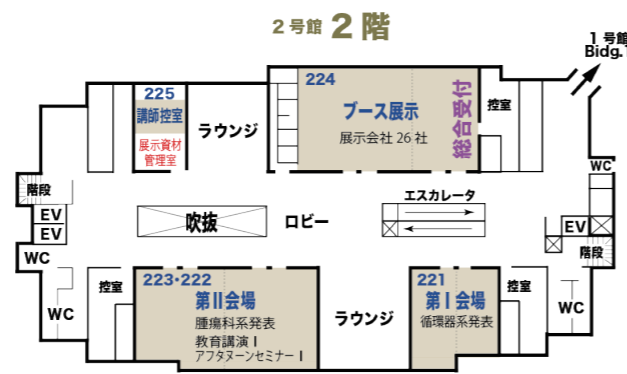 2号館 2階
1号館
Bidg.1
225
講師控室
展示資材
管理室
ラウンジ
224
ブース展示
展示会社26社
総合受付
控室
WC
階段
EV
EV
WC
WC
吹抜
ロビー
エスカレータ
EV
階段
WC
控室
223・222
第Ⅱ会場
腫瘍科系発表
教育講演Ⅰ
アフタヌーンセミナーⅠ
ラウンジ
221
第Ⅰ会場
循環器系発表
控室